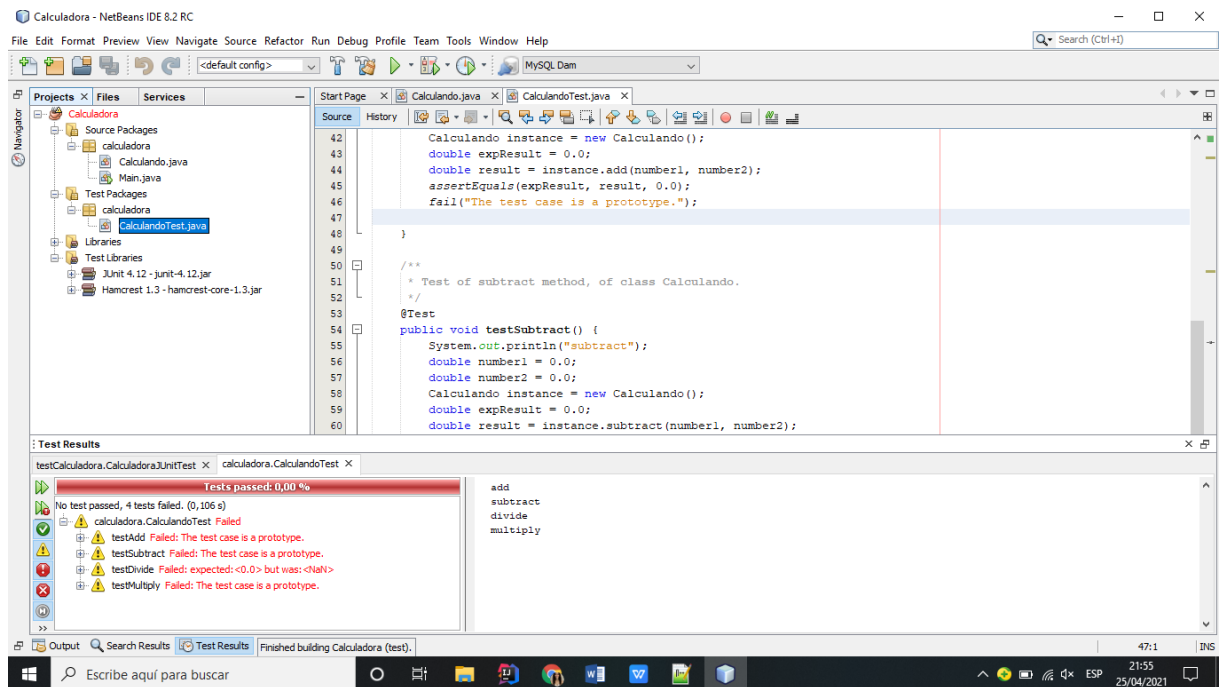 Calculadora - NetBeans IDE 8.2 RC
File Edit Format Preview View Navigate Source Refactor Run Debug Profile Team Tools Window Help
Search (Ctrl+I)
<default config>
MySQL Dam
Projects
Files
Services
Start Page
Calculando.java
CalculandoTest.java
Navigator
Calculadora
Source Packages
calculadora
Calculando.java
Main.java
Test Packages
calculadora
CalculandoTest.java
Libraries
Test Libraries
JUnit 4.12 - junit-4.12.jar
Hamcrest 1.3 - hamcrest-core-1.3.jar
Source History
42 Calculando instance = new Calculando();
43 double expResult = 0.0;
44 double result = instance.add(number1, number2);
45 assertEquals(expResult, result, 0.0);
46 fail("The test case is a prototype.");
47
48 }
49
50 /**
51 * Test of subtract method, of class Calculando.
52 */
53 @Test
54 public void testSubtract() {
55 System.out.println("subtract");
56 double number1 = 0.0;
57 double number2 = 0.0;
58 Calculando instance = new Calculando();
59 double expResult = 0.0;
60 double result = instance.subtract(number1, number2);
Test Results
testCalculadora.CalculadoraJUnitTest
calculadora.CalculandoTest
Tests passed: 0,00 %
No test passed, 4 tests failed. (0,106 s)
calculadora.CalculandoTest Failed
testAdd Failed: The test case is a prototype.
testSubtract Failed: The test case is a prototype.
testDivide Failed: expected:<0.0> but was:<NaN>
testMultiply Failed: The test case is a prototype.
add
subtract
divide
multiply
Output
Search Results
Test Results
Finished building Calculadora (test).
47:1
INS
Escribe aquí para buscar
ESP
21:55
25/04/2021